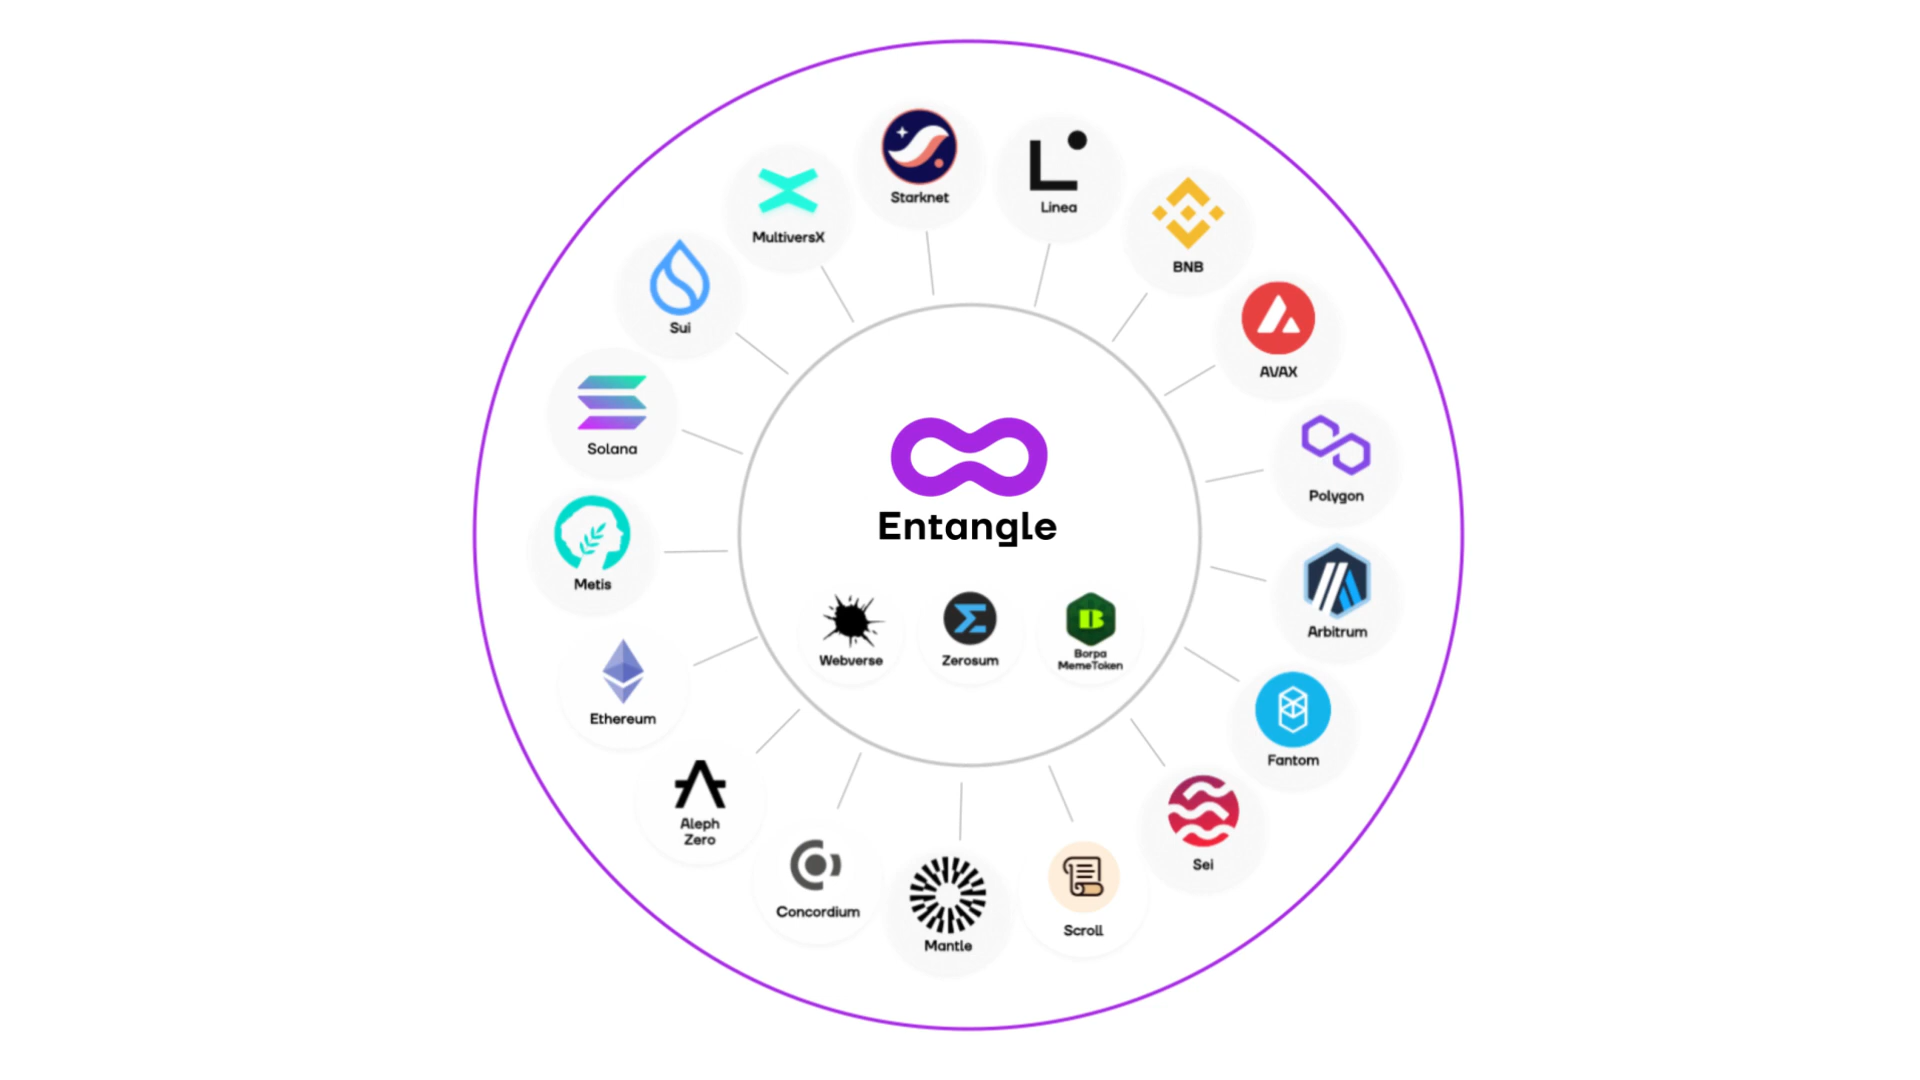 Starknet
Linea
MultiversX
BNB
Sui
AVAX
Solana
Polygon
Entangle
Metis
Arbitrum
Webverse
Zerosum
Borpa
MemeToken
Ethereum
Fantom
Aleph
Zero
Sei
Concordium
Scroll
Mantle